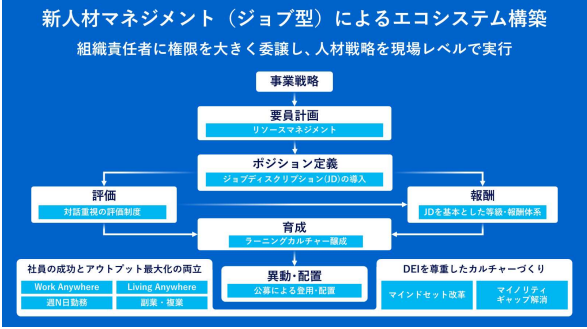 新人材マネジメント（ジョブ型）によるエコシステム構築
組織責任者に権限を大きく委譲し、人材戦略を現場レベルで実行
事業戦略
要員計画
リソースマネジメント
ポジション定義
ジョブディスクリプション(JD)の導入
評価
対話重視の評価制度
報酬
JDを基本とした等級・報酬体系
育成
ラーニングカルチャー醸成
異動・配置
公募による登用・配置
社員の成功とアウトプット最大化の両立
Work Anywhere
Living Anywhere
週N日勤務
副業・複業
DEIを尊重したカルチャーづくり
マインドセット改革
マイノリティ
ギャップ解消